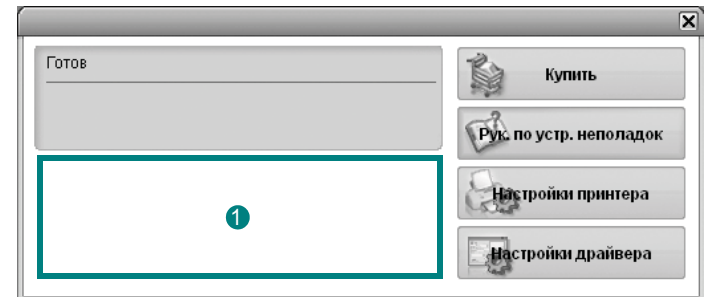 Готов
Купить
Рук. по устр. неполадок
1
Настройки принтера
Настройки драйвера